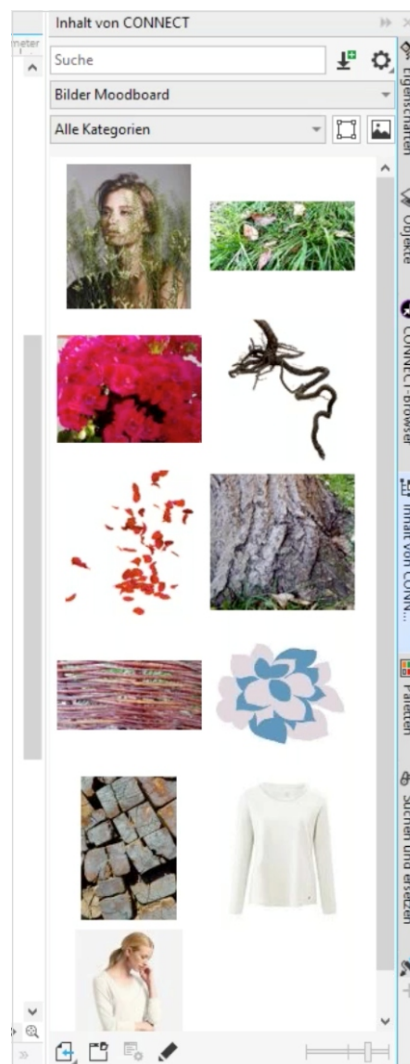 Inhalt von CONNECT
meter
Suche
Bilder Moodboard
Alle Kategorien
Eigenschaften
Objekte
CONNECT-Browser
Inhalt von CONN...
Paletten
Suchen und ersetzen